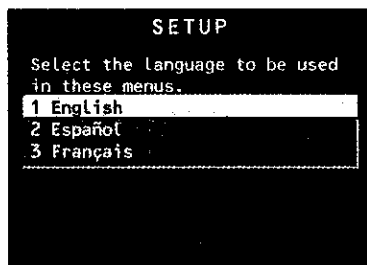 SETUP
Select the language to be used
in these menus.
1 English
2 Español
3 Français